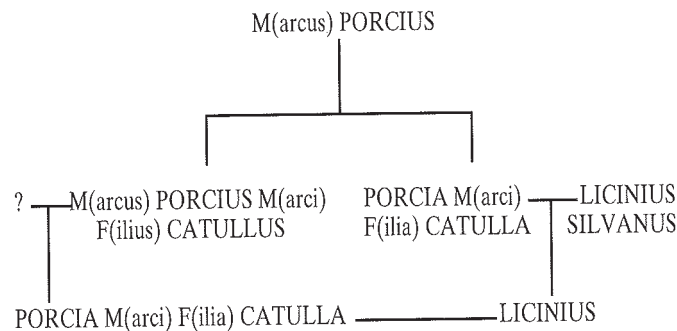 M(arcus) PORCIUS
? M(arcus) PORCIUS M(arci)
F(ilius) CATULLUS
PORCIA M(arci)
F(ilia) CATULLA
LICINIUS
SILVANUS
PORCIA M(arci) F(ilia) CATULLA
LICINIUS